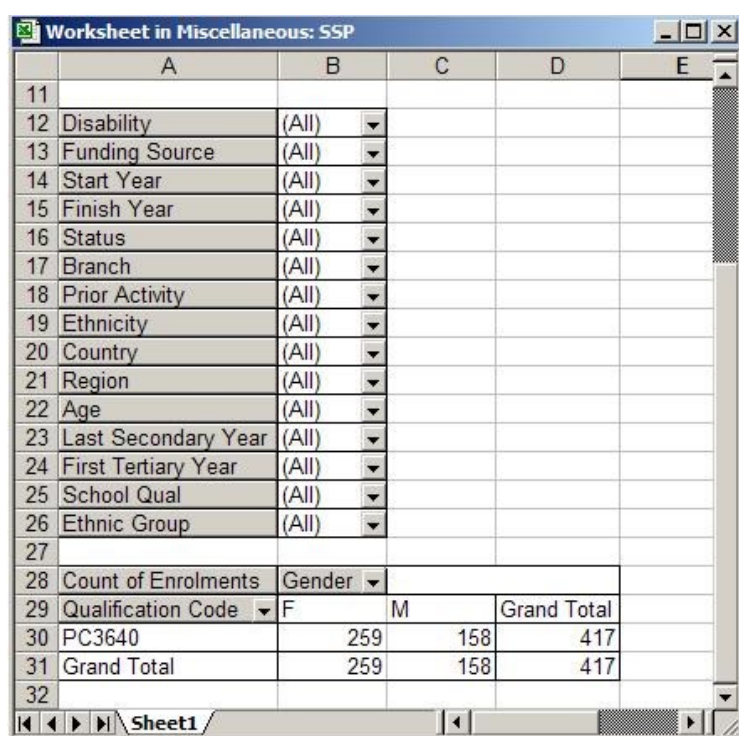 Worksheet in Miscellaneous: SSP
A B C D E
11
12 Disability (All)
13 Funding Source (All)
14 Start Year (All)
15 Finish Year (All)
16 Status (All)
17 Branch (All)
18 Prior Activity (All)
19 Ethnicity (All)
20 Country (All)
21 Region (All)
22 Age (All)
23 Last Secondary Year (All)
24 First Tertiary Year (All)
25 School Qual (All)
26 Ethnic Group (All)
27
28 Count of Enrolments Gender
29 Qualification Code F M Grand Total
30 PC3640 259 158 417
31 Grand Total 259 158 417
32
Sheet1